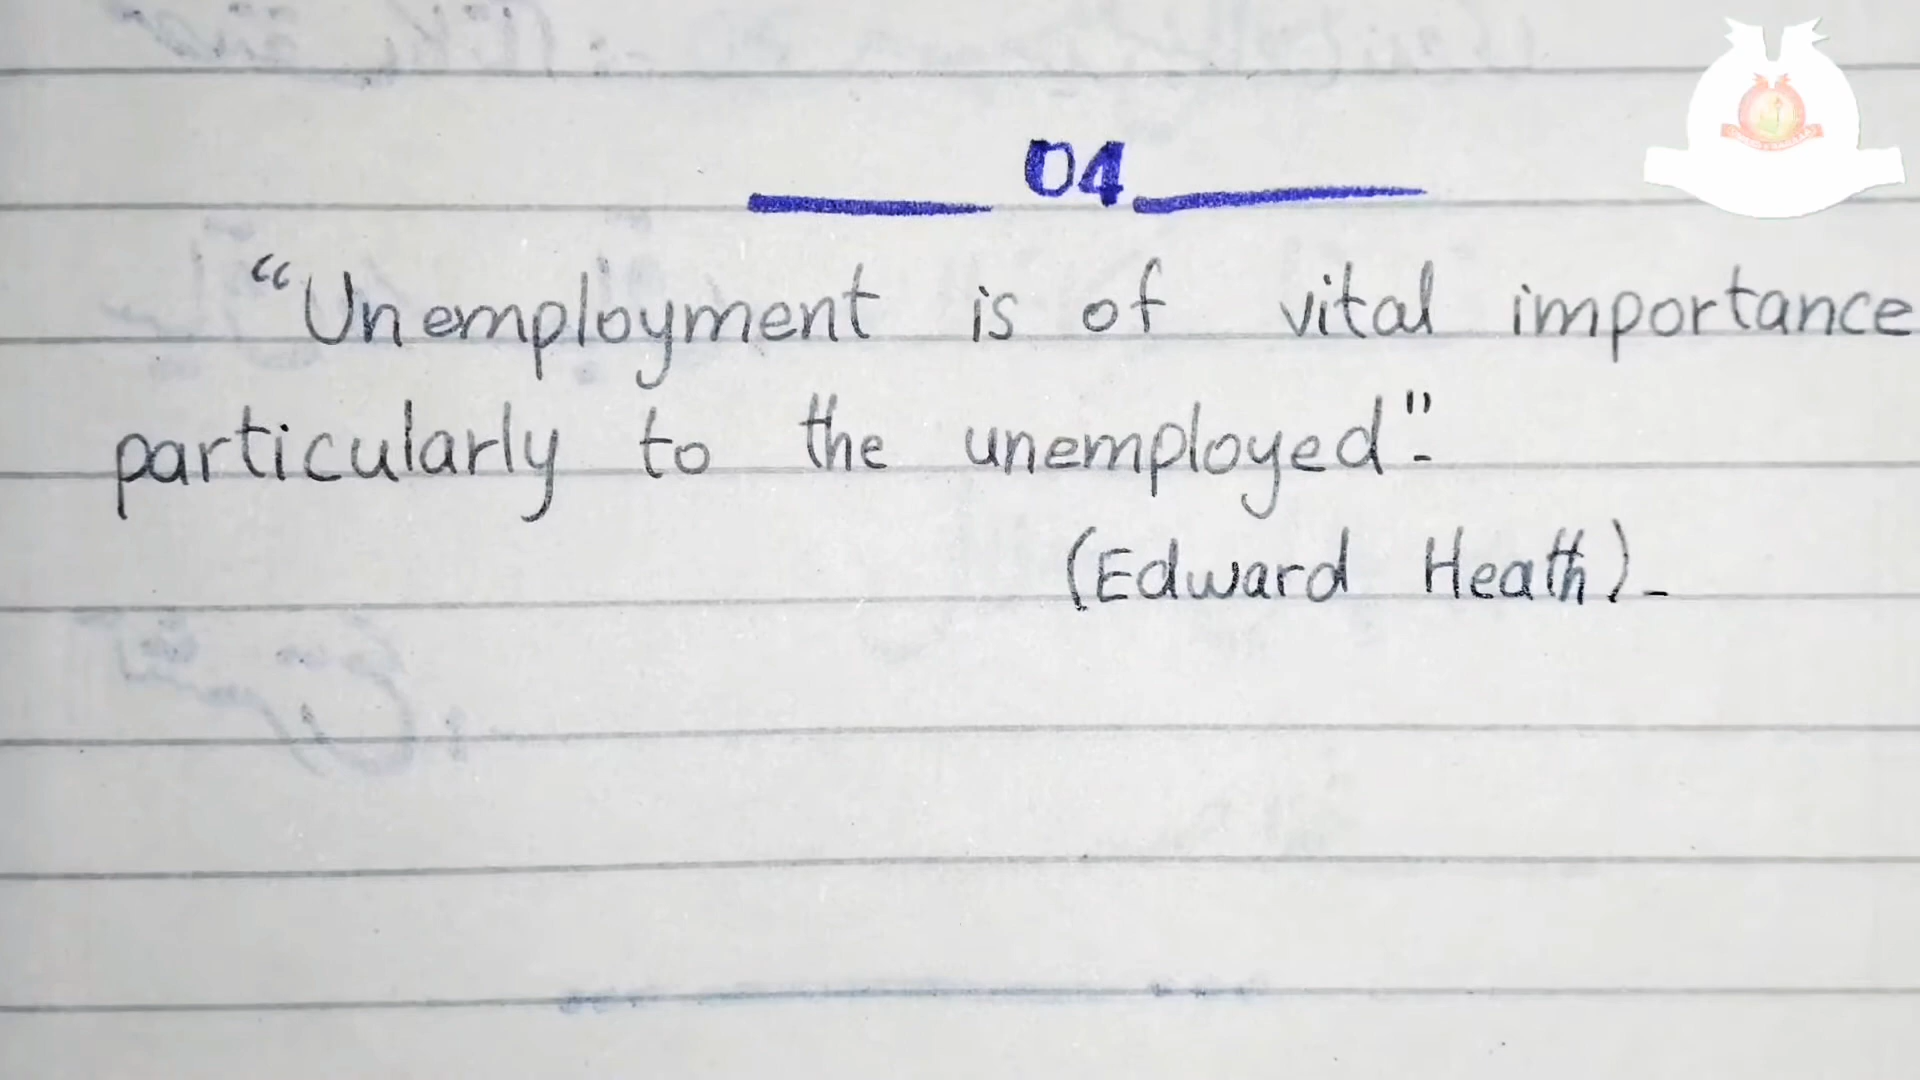 04
“Unemployment is of vital importance
particularly to the unemployed".
(Edward Heath).